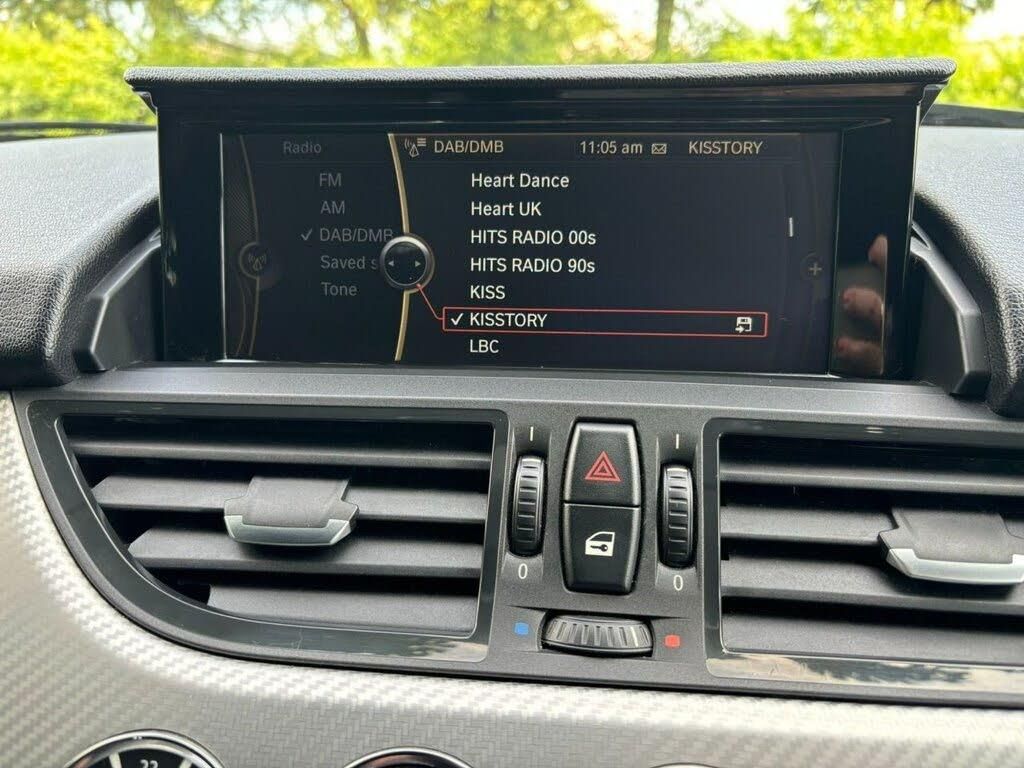 Radio
DAB/DMB 11:05 am KISSTORY
FM
AM
DAB/DMB
Saved s
Tone
Heart Dance
Heart UK
HITS RADIO 00s
HITS RADIO 90s
KISS
KISSTORY
LBC
I I
0 0